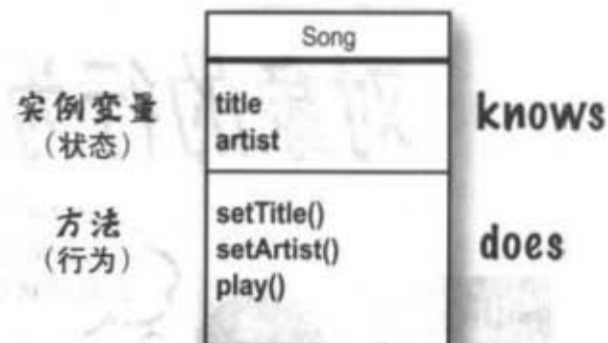 Song
实例变量
（状态）
title
artist
knows
方法
（行为）
setTitle()
setArtist()
play()
does